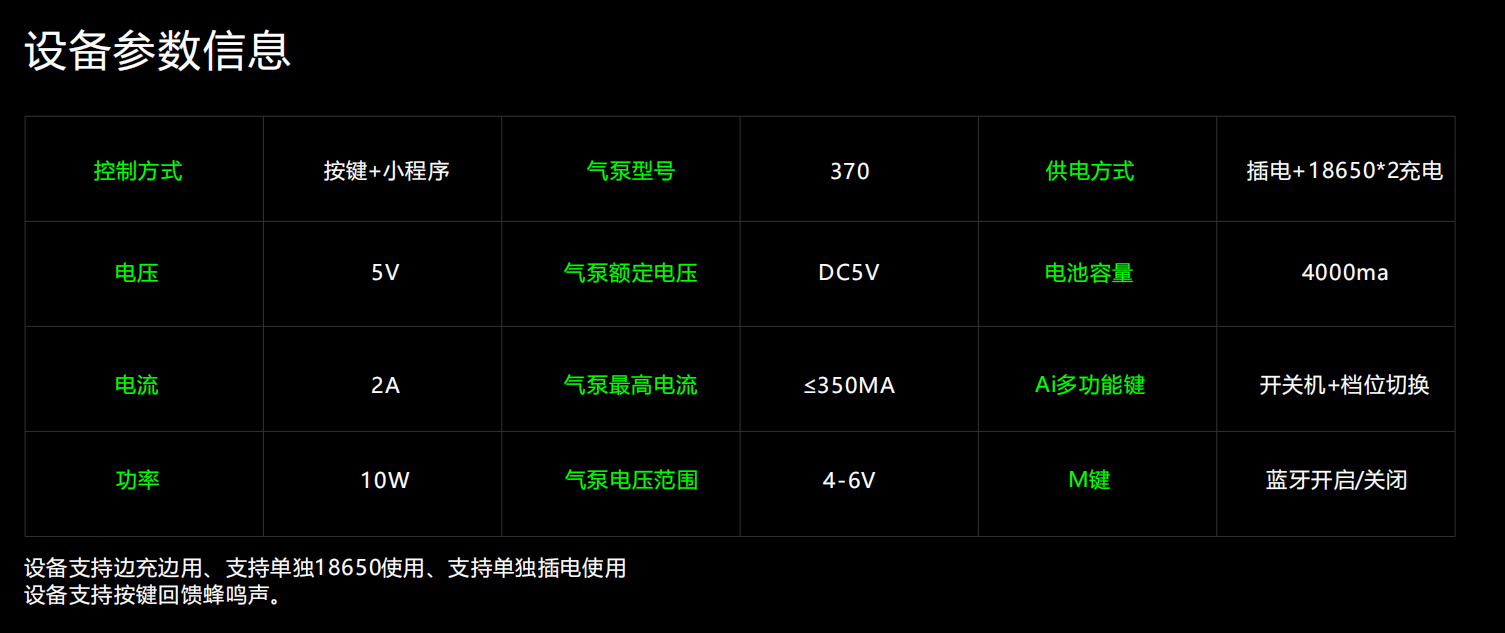 设备参数信息
控制方式 按键+小程序 气泵型号 370 供电方式 插电+18650*2充电
电压 5V 气泵额定电压 DC5V 电池容量 4000ma
电流 2A 气泵最高电流 ≤350MA Ai多功能键 开关机+档位切换
功率 10W 气泵电压范围 4-6V M键 蓝牙开启/关闭
设备支持边充边用、支持单独18650使用、支持单独插电使用
设备支持按键回馈蜂鸣声。